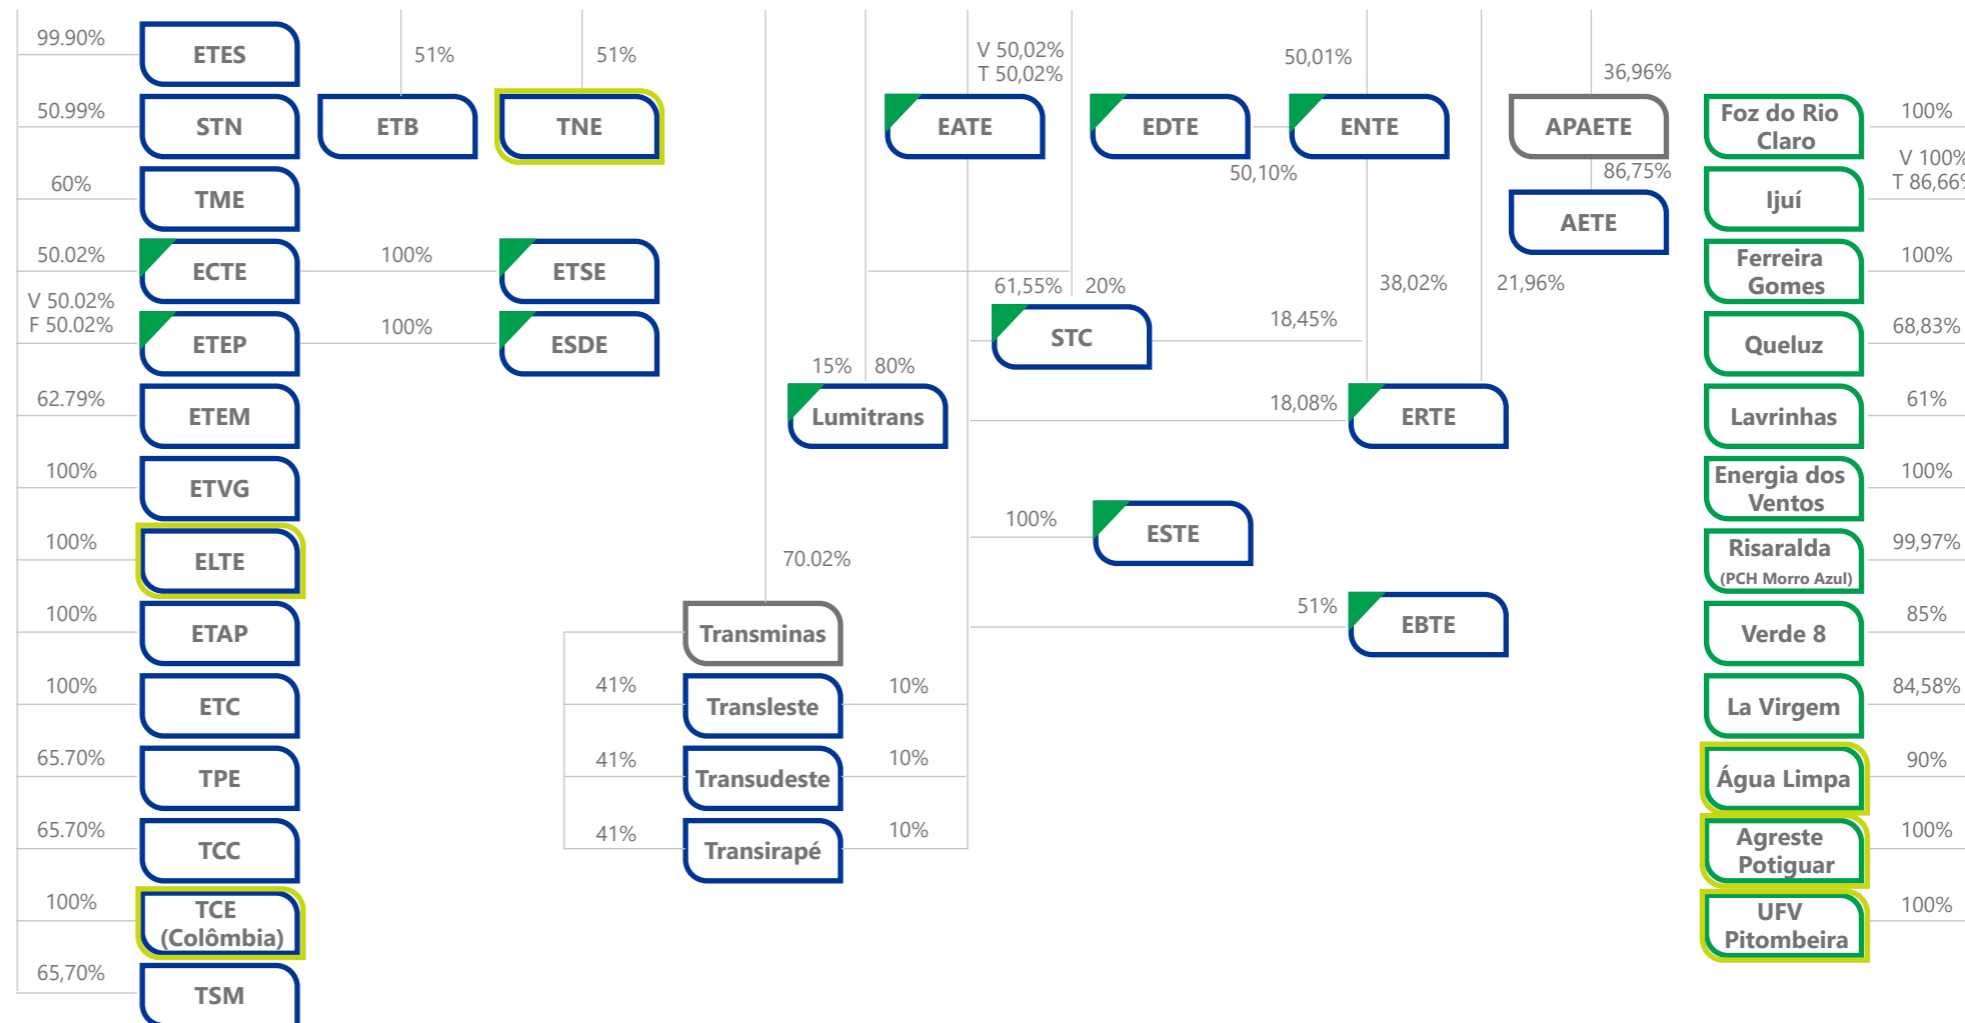 99.90%
ETES
51%
51%
V 50,02%
T 50,02%
50,01%
36,96%
50.99%
STN
ETB
TNE
EATE
EDTE
ENTE
50,10%
APAETE
86,75%
AETE
60%
TME
50.02%
ECTE
100%
ETSE
V 50.02%
F 50.02%
ETEP
100%
ESDE
61,55%
20%
STC
18,45%
38,02%
21,96%
15%
80%
Lumitrans
18,08%
ERTE
62.79%
ETEM
100%
ETVG
100%
ELTE
100%
ESTE
70.02%
100%
ETAP
Transminas
51%
EBTE
100%
ETC
41%
Transleste
10%
65.70%
TPE
41%
Transudeste
10%
65.70%
TCC
41%
Transirapé
10%
100%
TCE
(Colômbia)
65,70%
TSM
Foz do Rio
Claro
100%
Ijuí
V 100%
T 86,66%
Ferreira
Gomes
100%
Queluz
68,83%
Lavrinhas
61%
Energia dos
Ventos
100%
Risaralda
(PCH Morro Azul)
99,97%
Verde 8
85%
La Virgem
84,58%
Água Limpa
90%
Agreste
Potiguar
100%
UFV
Pitombeira
100%